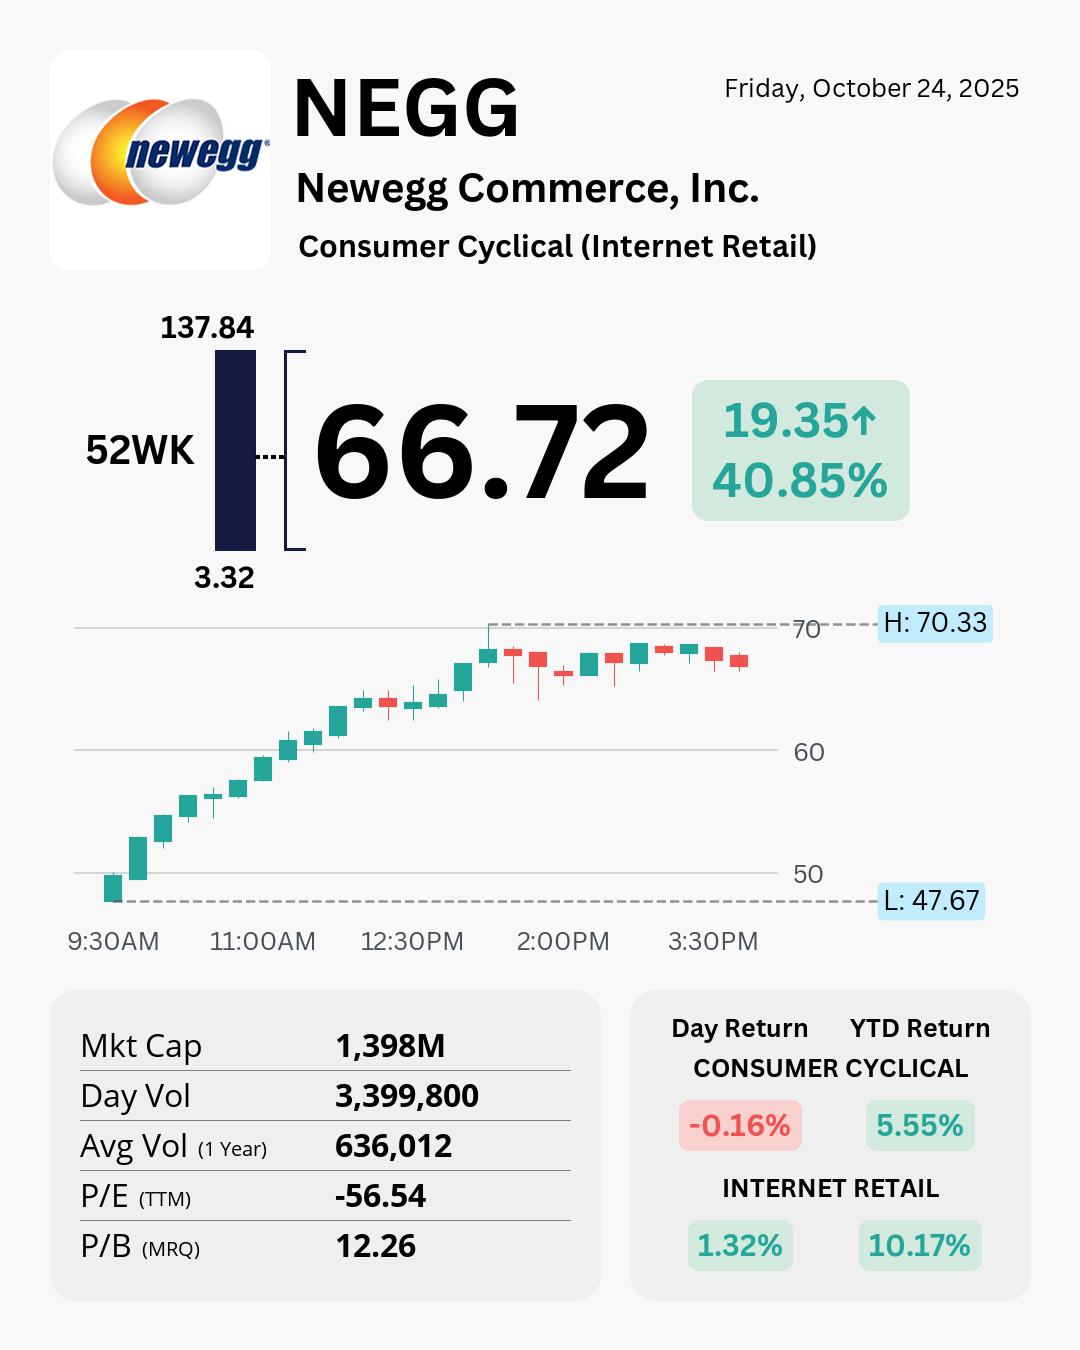 newegg®
NEGG
Friday, October 24, 2025
Newegg Commerce, Inc.
Consumer Cyclical (Internet Retail)
137.84
52WK
66.72
19.35↑
40.85%
3.32
H: 70.33
70
60
50
L: 47.67
9:30AM 11:00AM 12:30PM 2:00PM 3:30PM
Mkt Cap 1,398M
Day Vol 3,399,800
Avg Vol (1 Year) 636,012
P/E (TTM) -56.54
P/B (MRQ) 12.26
Day Return YTD Return
CONSUMER CYCLICAL
-0.16% 5.55%
INTERNET RETAIL
1.32% 10.17%